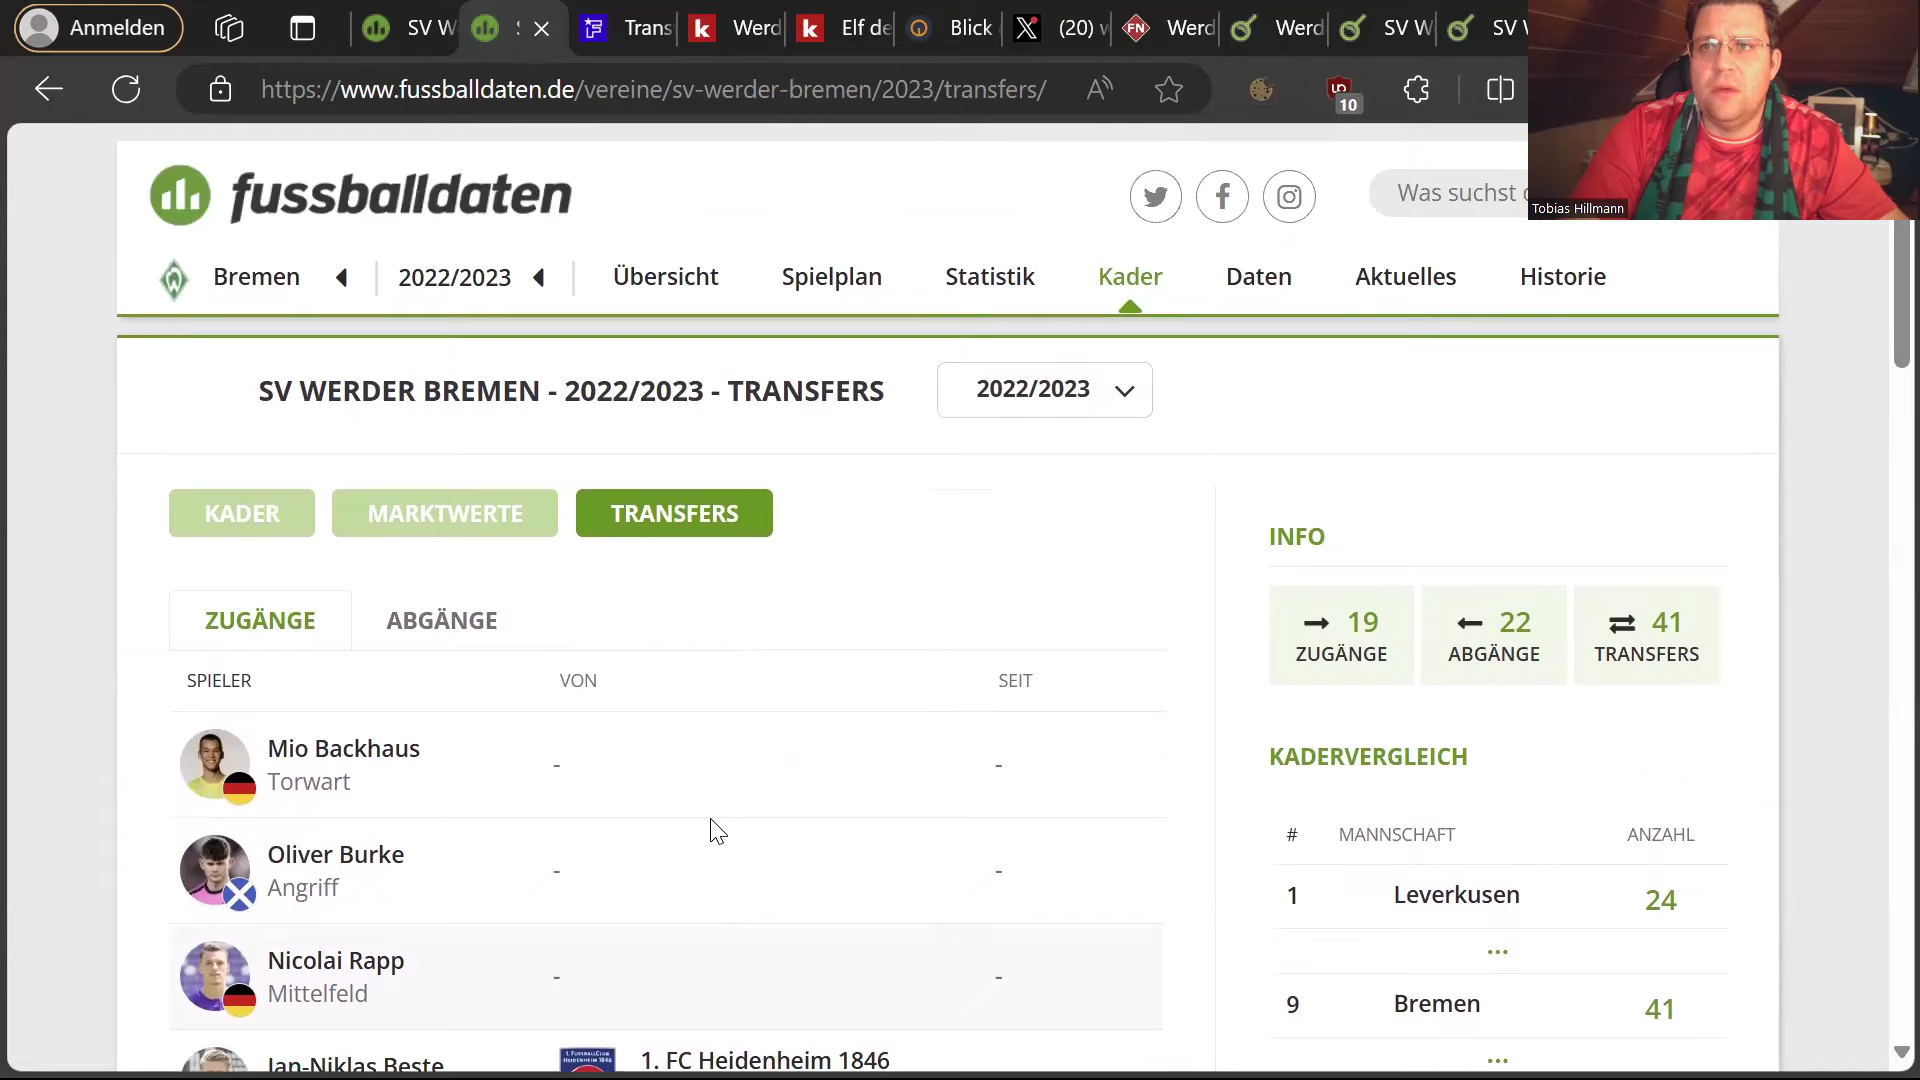 Anmelden
SV W
Trans
Werd
Elf de
Blick
(20) w
FN
Werd
Werd
SV W
SV W
https://www.fussballdaten.de/vereine/sv-werder-bremen/2023/transfers/
10
fussballdaten
Was suchst d
Tobias Hillmann
Bremen
2022/2023
Übersicht
Spielplan
Statistik
Kader
Daten
Aktuelles
Historie
SV WERDER BREMEN - 2022/2023 - TRANSFERS
2022/2023
KADER
MARKTWERTE
TRANSFERS
INFO
19
ZUGÄNGE
22
ABGÄNGE
41
TRANSFERS
ZUGÄNGE
ABGÄNGE
SPIELER
VON
SEIT
Mio Backhaus
Torwart
-
-
Oliver Burke
Angriff
-
-
Nicolai Rapp
Mittelfeld
-
-
Jan-Niklas Beste
1. FC Heidenheim 1846
KADERVERGLEICH
# MANNSCHAFT ANZAHL
1 Leverkusen 24
...
9 Bremen 41
...